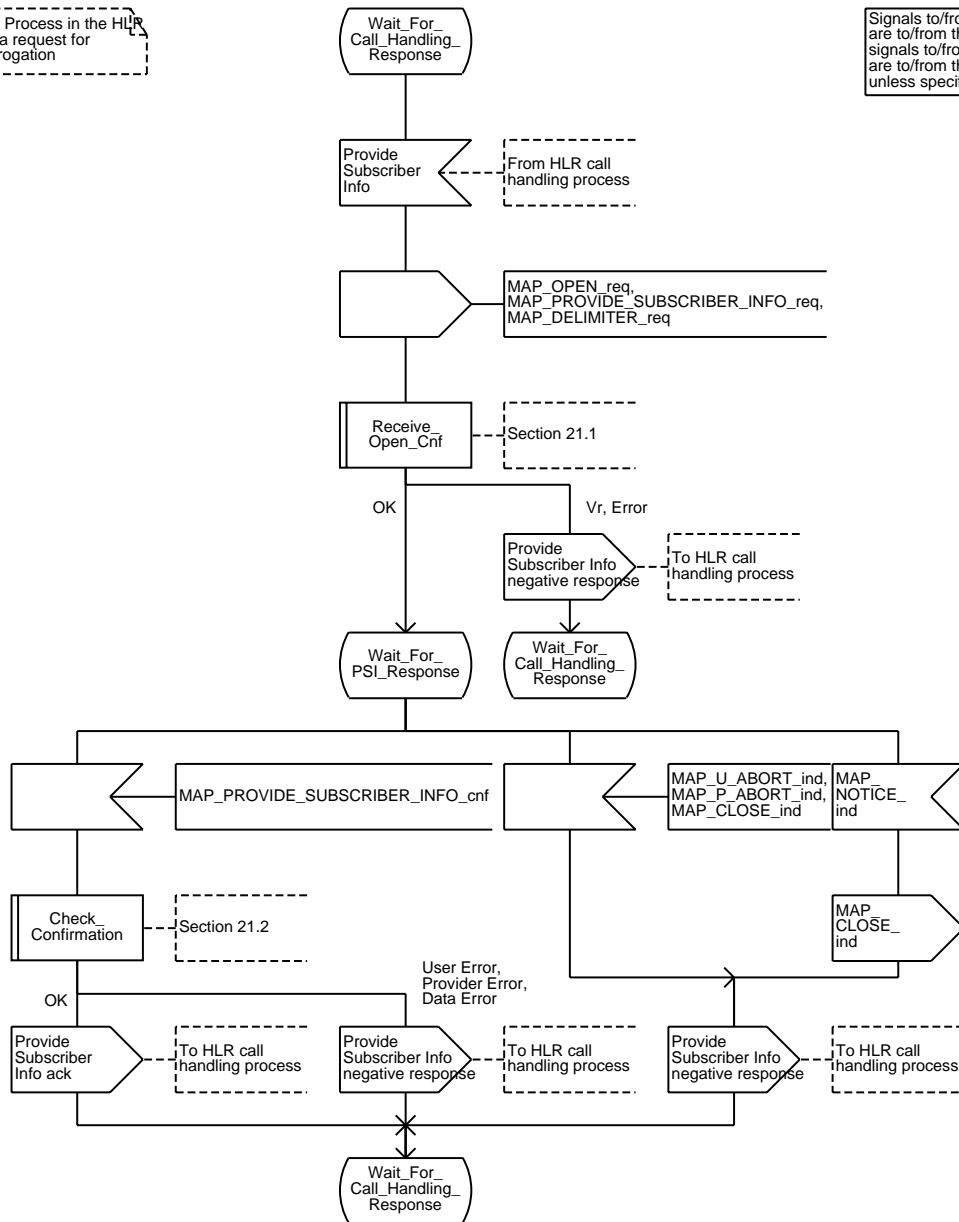 Process in the HLR
a request for
rogation
Wait_For_
Call_Handling_
Response
Signals to/fro
are to/from th
signals to/fro
are to/from th
unless specif
Provide
Subscriber
Info
From HLR call
handling process
MAP_OPEN_req,
MAP_PROVIDE_SUBSCRIBER_INFO_req,
MAP_DELIMITER_req
Receive_
Open_Cnf
Section 21.1
OK
Vr, Error
Provide
Subscriber Info
negative response
To HLR call
handling process
Wait_For_
PSI_Response
Wait_For_
Call_Handling_
Response
MAP_PROVIDE_SUBSCRIBER_INFO_cnf
MAP_U_ABORT_ind,
MAP_P_ABORT_ind,
MAP_CLOSE_ind
MAP_
NOTICE_
ind
Check_
Confirmation
Section 21.2
MAP_
CLOSE_
ind
OK
User Error,
Provider Error,
Data Error
Provide
Subscriber
Info ack
To HLR call
handling process
Provide
Subscriber Info
negative response
To HLR call
handling process
Provide
Subscriber Info
negative response
To HLR call
handling process
Wait_For_
Call_Handling_
Response